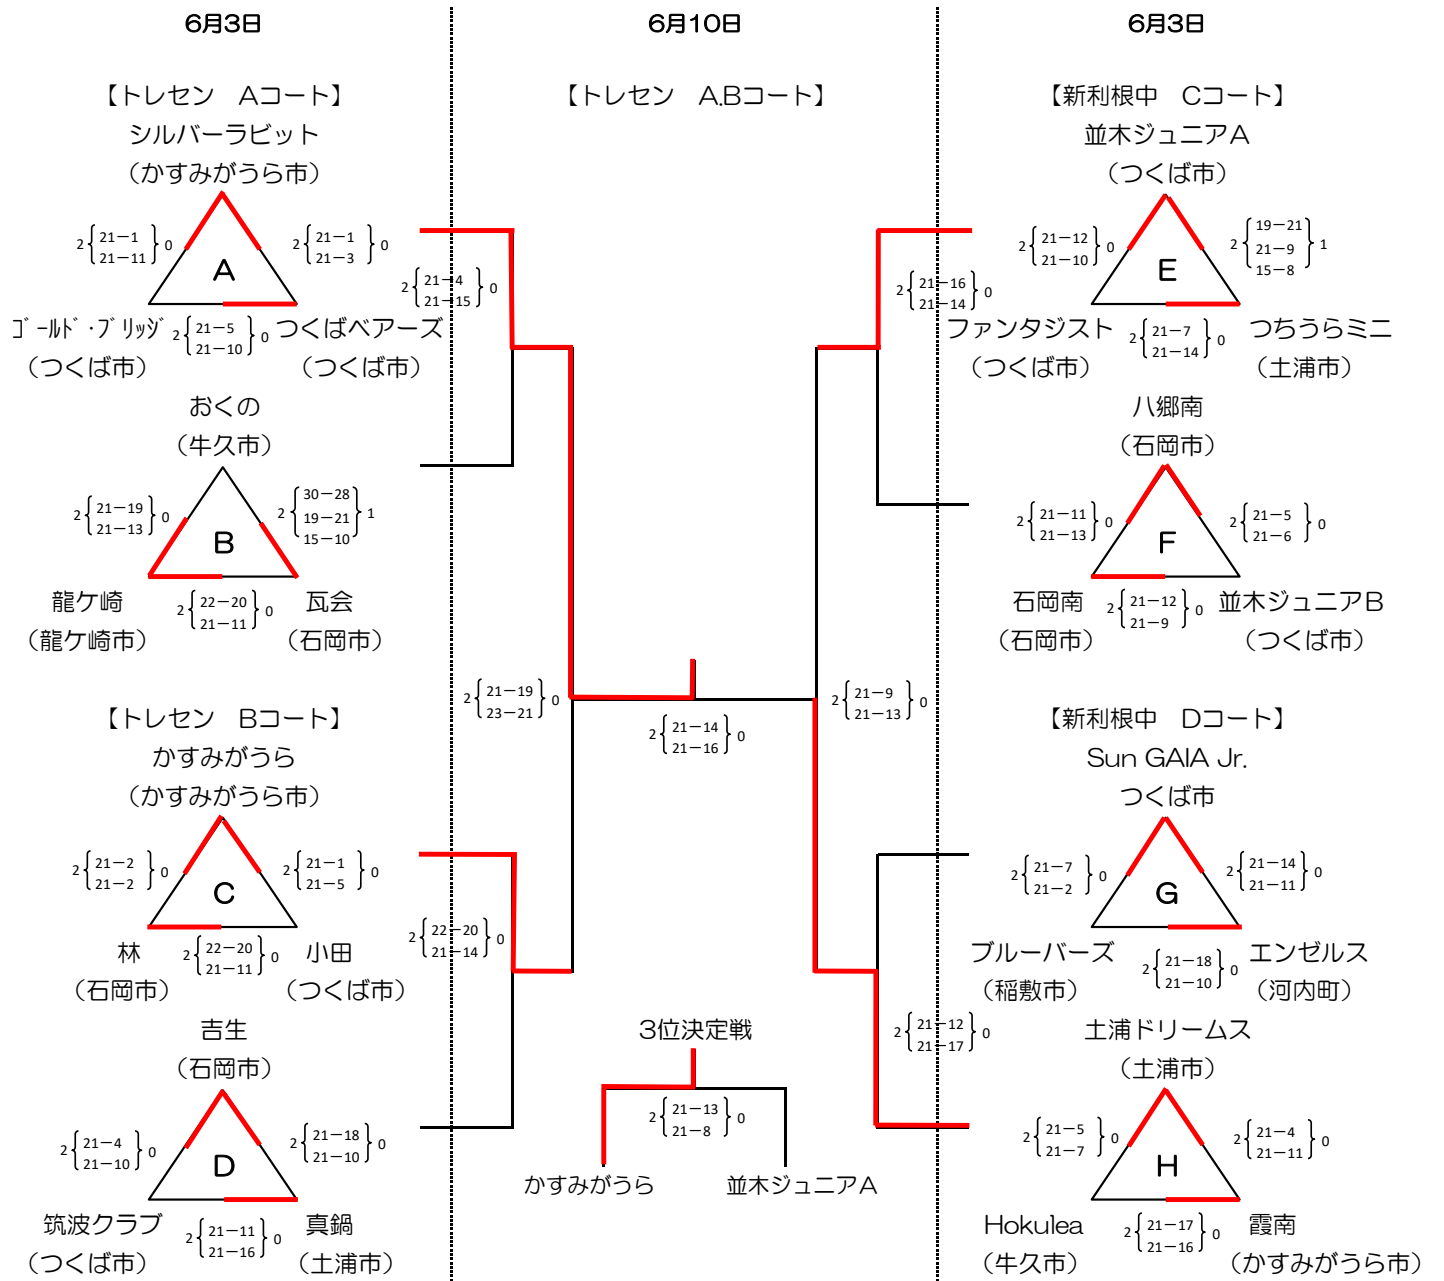 6月3日
6月10日
6月3日
【トレセン　Aコート】
シルバーラビット
（かすみがうら市）
2 21－1 0
21－11
2 21－1 0
21－3
A
ｺﾞｰﾙﾄﾞ・ﾌﾞﾘｯｼﾞ
（つくば市）
2 21－5 0
21－10
つくばベアーズ
（つくば市）
おくの
（牛久市）
2 21－19 0
21－13
2 30－28 1
19－21
15－10
B
龍ケ崎
（龍ケ崎市）
2 22－20 0
21－11
瓦会
（石岡市）
【トレセン　Bコート】
かすみがうら
（かすみがうら市）
2 21－2 0
21－2
2 21－1 0
21－5
C
林
（石岡市）
2 22－20 0
21－11
小田
（つくば市）
吉生
（石岡市）
2 21－4 0
21－10
2 21－18 0
21－10
D
筑波クラブ
（つくば市）
2 21－11 0
21－16
真鍋
（土浦市）
【トレセン　A.Bコート】
2 21－4 0
21－15
2 21－16 0
21－14
2 21－19 0
23－21
2 21－14 0
21－16
2 21－9 0
21－13
2 22－20 0
21－14
2 21－12 0
21－17
3位決定戦
2 21－13 0
21－8
かすみがうら
並木ジュニアA
【新利根中　Cコート】
並木ジュニアA
（つくば市）
2 21－12 0
21－10
2 19－21 1
21－9
15－8
E
ファンタジスト
（つくば市）
2 21－7 0
21－14
つちうらミニ
（土浦市）
八郷南
（石岡市）
2 21－11 0
21－13
2 21－5 0
21－6
F
石岡南
（石岡市）
2 21－12 0
21－9
並木ジュニアB
（つくば市）
【新利根中　Dコート】
Sun GAIA Jr.
つくば市
2 21－7 0
21－2
2 21－14 0
21－11
G
ブルーバーズ
（稲敷市）
2 21－18 0
21－10
エンゼルス
（河内町）
土浦ドリームス
（土浦市）
2 21－5 0
21－7
2 21－4 0
21－11
H
Hokulea
（牛久市）
2 21－17 0
21－16
霞南
（かすみがうら市）